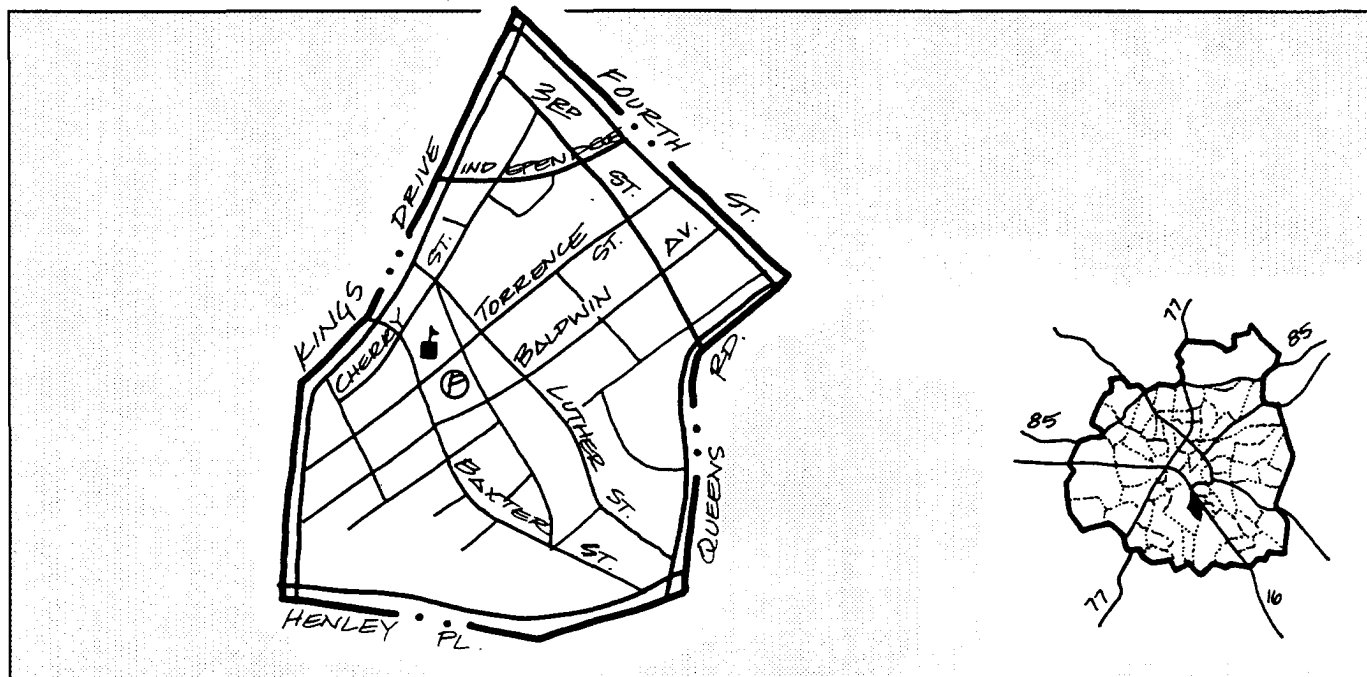 FOURTH ST.
3RD ST.
KINGS DRIVE
INDEPENDECE
CHERRY ST.
TORRENCE ST.
BALDWIN AV.
LUTHER ST.
BAXTER ST.
QUEENS RD.
HENLEY PL.
77
85
85
77
16